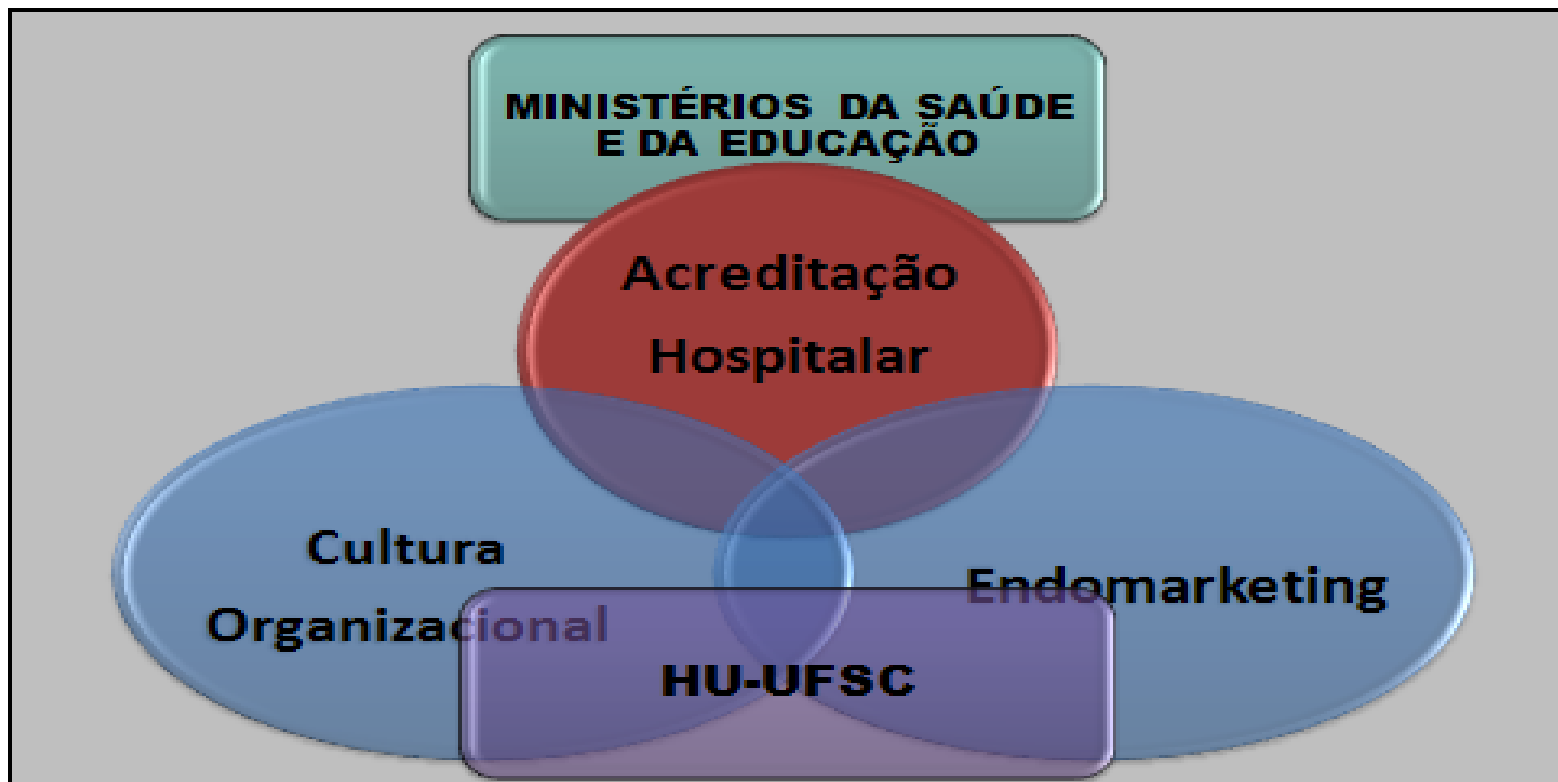 MINISTÉRIOS DA SAÚDE
E DA EDUCAÇÃO
Acreditação
Hospitalar
Cultura
Organizacional
Endomarketing
HU-UFSC